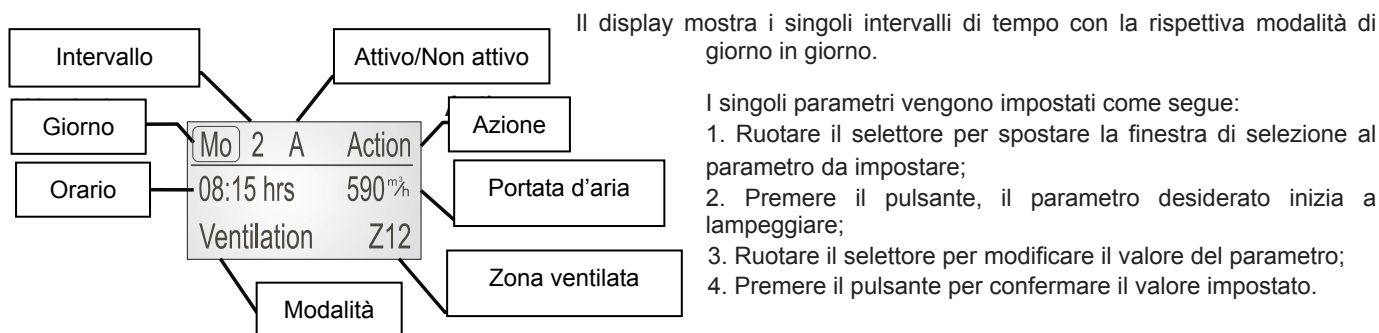 Il display mostra i singoli intervalli di tempo con la rispettiva modalità di
giorno in giorno.
Intervallo
Attivo/Non attivo
Giorno
Azione
Orario
Portata d'aria
Zona ventilata
Modalità
Mo 2 A Action
08:15 hrs 590 m³/h
Ventilation Z12
I singoli parametri vengono impostati come segue:
1. Ruotare il selettore per spostare la finestra di selezione al
parametro da impostare;
2. Premere il pulsante, il parametro desiderato inizia a
lampeggiare;
3. Ruotare il selettore per modificare il valore del parametro;
4. Premere il pulsante per confermare il valore impostato.